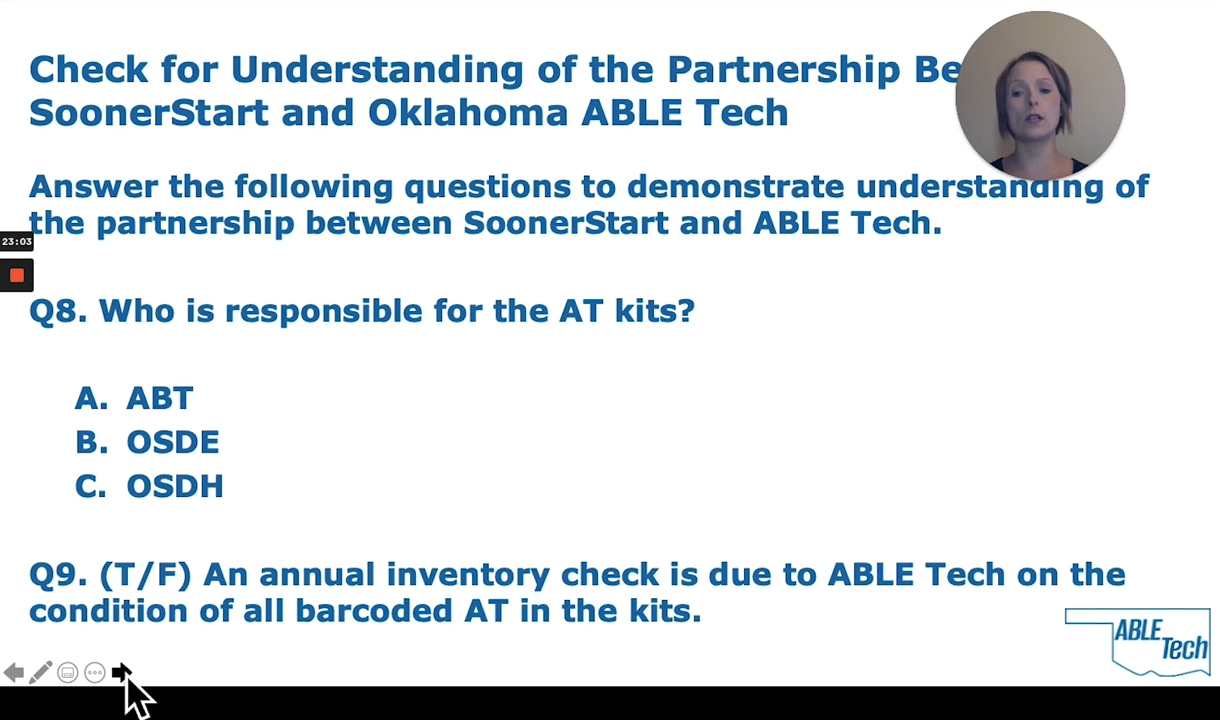 Check for Understanding of the Partnership Be
SoonerStart and Oklahoma ABLE Tech
Answer the following questions to demonstrate understanding of
the partnership between SoonerStart and ABLE Tech.
23:03
Q8. Who is responsible for the AT kits?
A. ABT
B. OSDE
C. OSDH
Q9. (T/F) An annual inventory check is due to ABLE Tech on the
condition of all barcoded AT in the kits.
ABLE
Tech